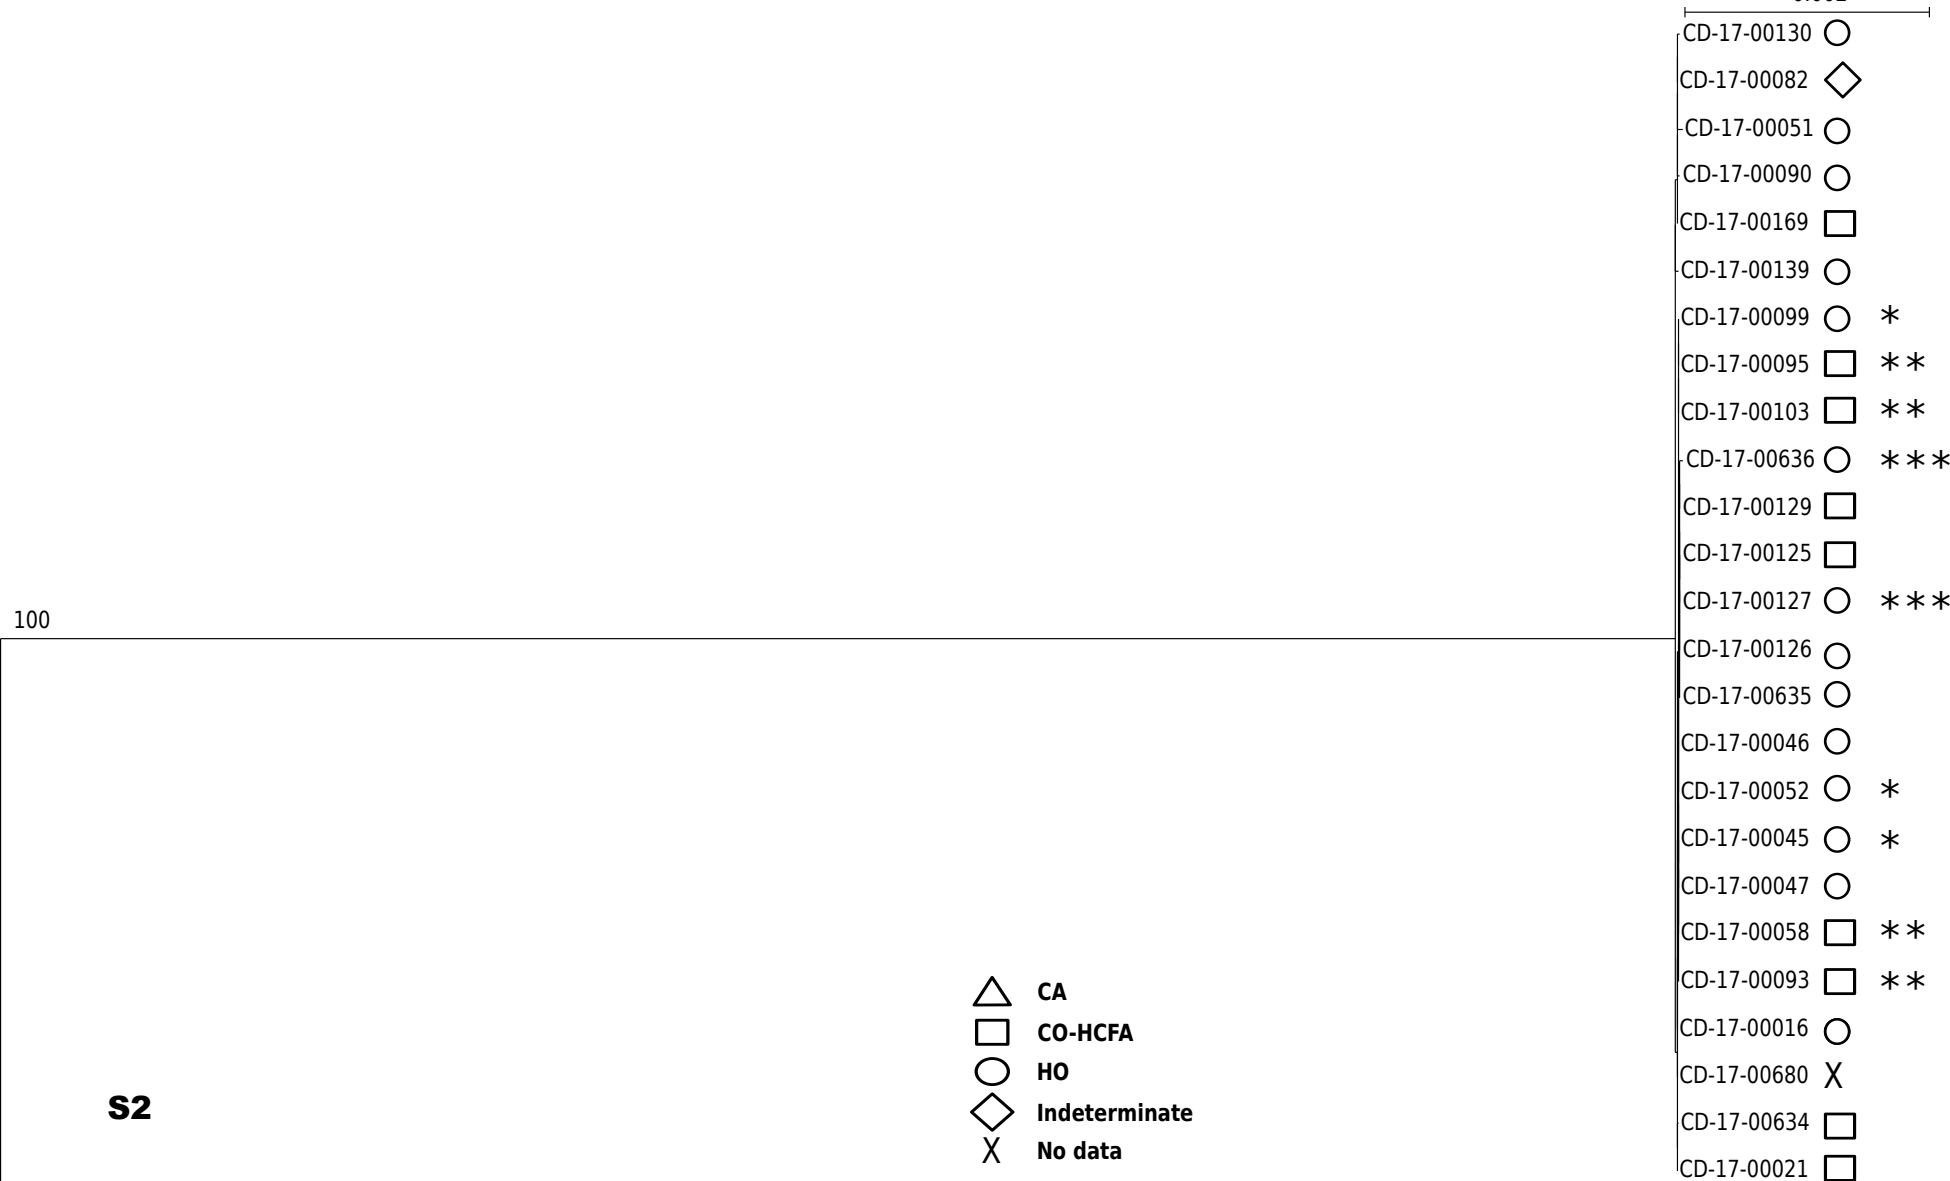 CD-17-00130
CD-17-00082
CD-17-00051
CD-17-00090
CD-17-00169
CD-17-00139
CD-17-00099 *
CD-17-00095 **
CD-17-00103 **
CD-17-00636 ***
CD-17-00129
CD-17-00125
CD-17-00127 ***
100
CD-17-00126
CD-17-00635
CD-17-00046
CD-17-00052 *
CD-17-00045 *
CD-17-00047
CD-17-00058 **
CD-17-00093 **
CD-17-00016
CD-17-00680 X
CD-17-00634
CD-17-00021
CA
CO-HCFA
HO
Indeterminate
X No data
S2